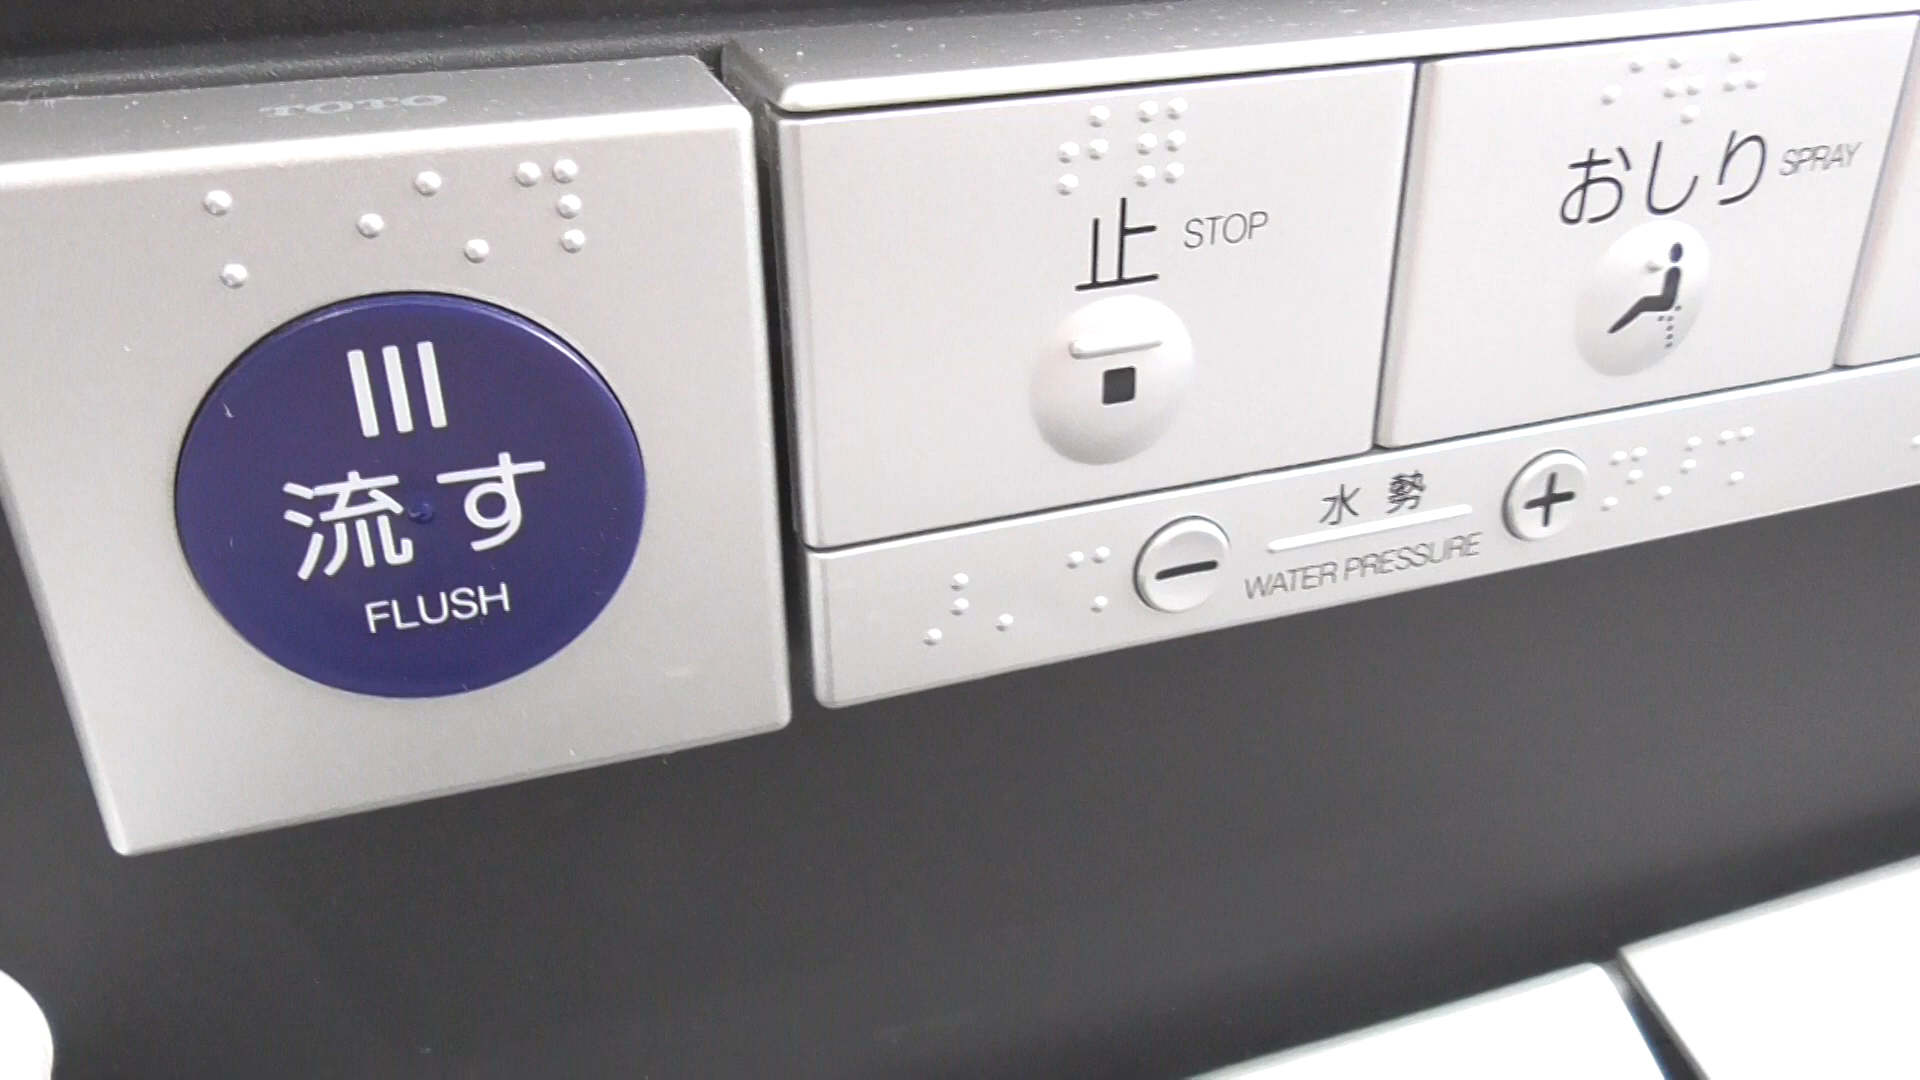 TOTO
流す
FLUSH
止 STOP
おしり SPRAY
水勢
WATER PRESSURE